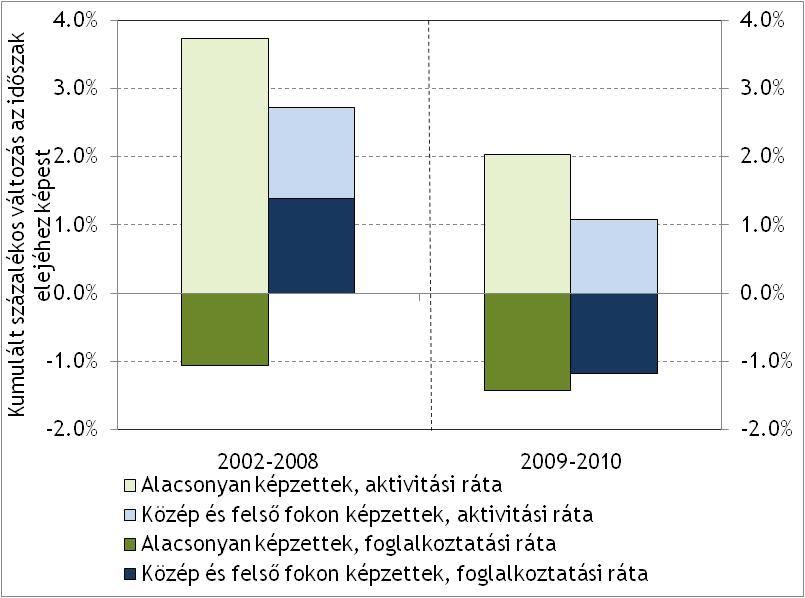 Kumulált százalékos változás az időszak
elejéhez képest
4.0%
3.0%
2.0%
1.0%
0.0%
-1.0%
-2.0%
4.0%
3.0%
2.0%
1.0%
0.0%
-1.0%
-2.0%
2002-2008
2009-2010
Alacsonyan képzettek, aktivitási ráta
Közép és felső fokon képzettek, aktivitási ráta
Alacsonyan képzettek, foglalkoztatási ráta
Közép és felső fokon képzettek, foglalkoztatási ráta